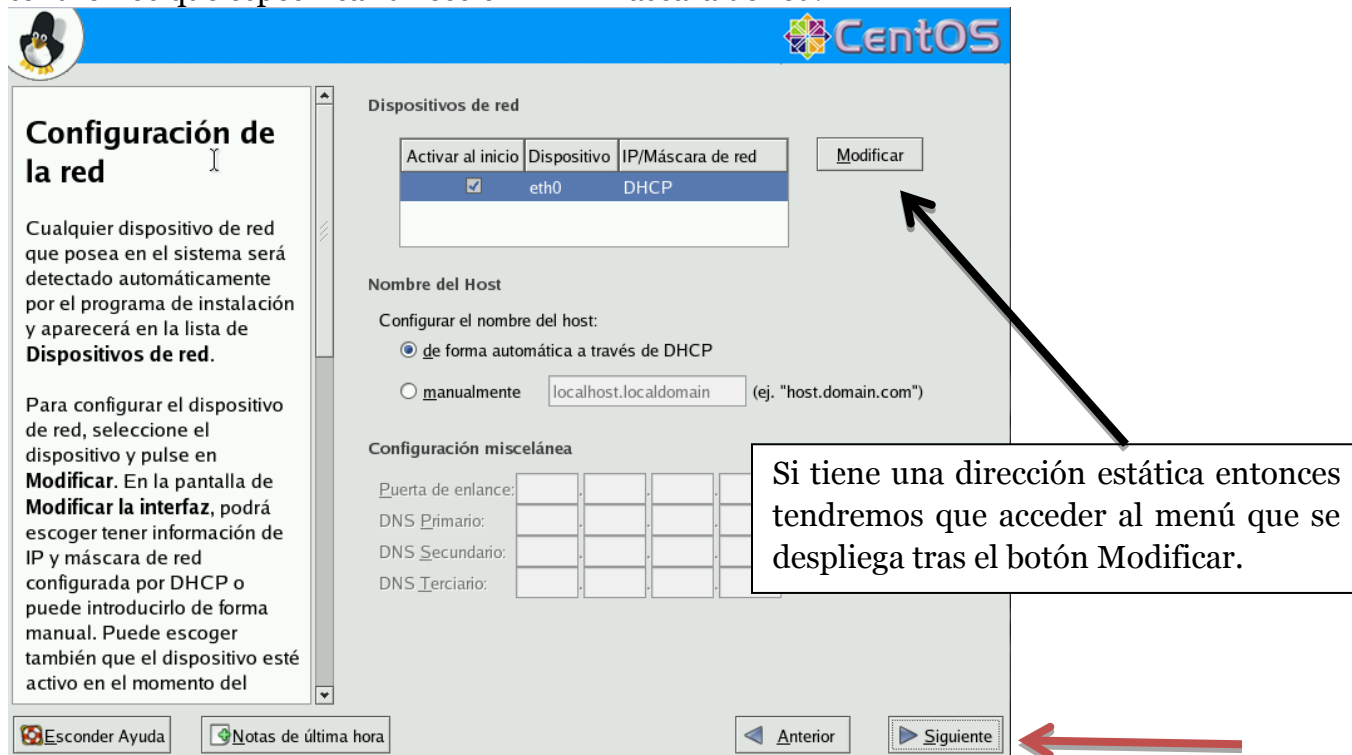 CentOS
Configuración de
la red
Cualquier dispositivo de red
que posea en el sistema será
detectado automáticamente
por el programa de instalación
y aparecerá en la lista de
Dispositivos de red.
Para configurar el dispositivo
de red, seleccione el
dispositivo y pulse en
Modificar. En la pantalla de
Modificar la interfaz, podrá
escoger tener información de
IP y máscara de red
configurada por DHCP o
puede introducirlo de forma
manual. Puede escoger
también que el dispositivo esté
activo en el momento del
Dispositivos de red
Activar al inicio Dispositivo IP/Máscara de red
eth0 DHCP
Modificar
Nombre del Host
Configurar el nombre del host:
de forma automática a través de DHCP
manualmente localhost.localdomain (ej. "host.domain.com")
Configuración miscelánea
Puerta de enlance: . . .
DNS Primario: . . .
DNS Secundario: . . .
DNS Terciario: . . .
Si tiene una dirección estática entonces
tendremos que acceder al menú que se
despliega tras el botón Modificar.
Esconder Ayuda Notas de última hora Anterior Siguiente